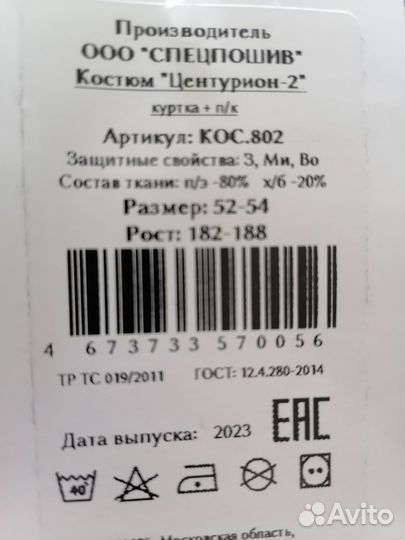 Производитель
ООО "СПЕЦПОШИВ"
Костюм "Центурион-2"
куртка + п/к
Артикул: КОС.802
Защитные свойства: З, Ми, Во
Состав ткани: п/э -80% х/б -20%
Размер: 52-54
Рост: 182-188
4 673733 570056
ТР ТС 019/2011 ГОСТ: 12.4.280-2014
Дата выпуска: 2023 ЕАС
40
Московская область,
Avito